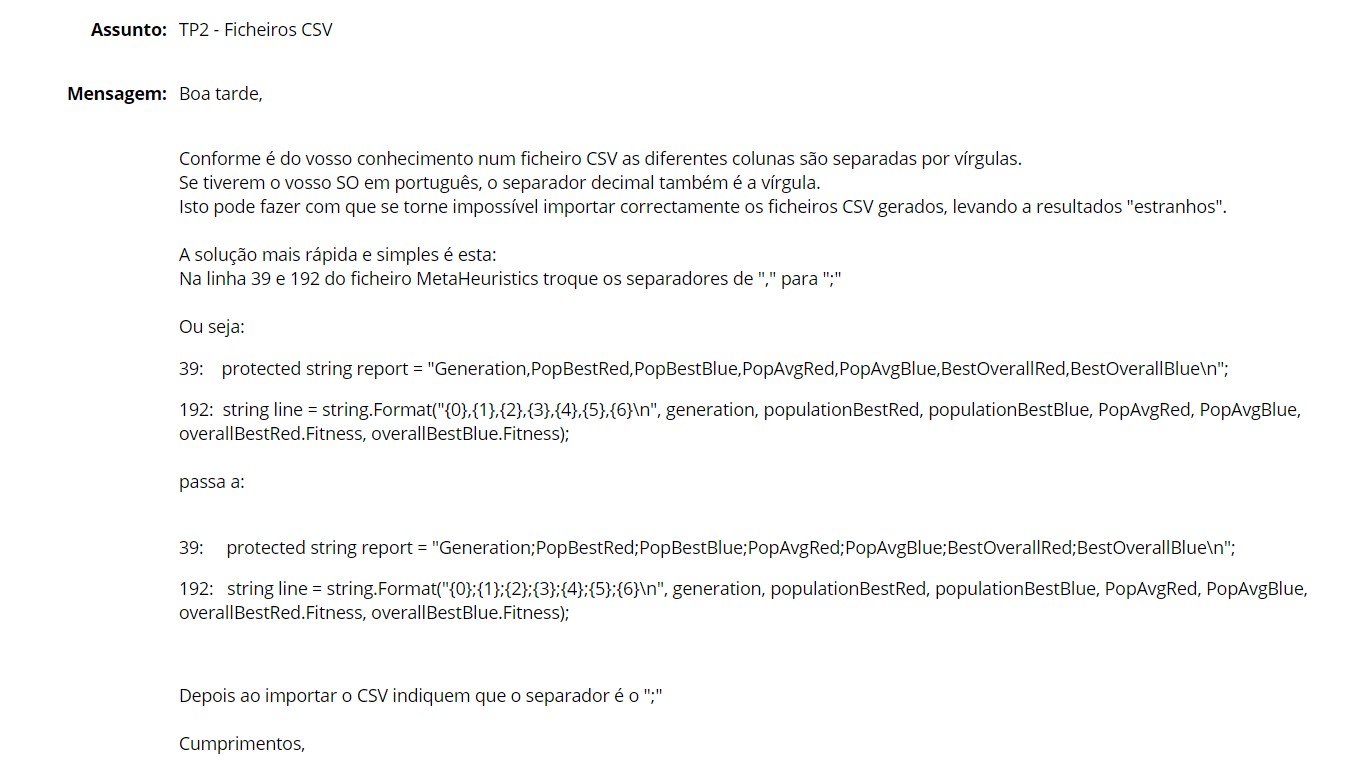 Assunto: TP2 - Ficheiros CSV
Mensagem: Boa tarde,
Conforme é do vosso conhecimento num ficheiro CSV as diferentes colunas são separadas por vírgulas.
Se tiverem o vosso SO em português, o separador decimal também é a vírgula.
Isto pode fazer com que se torne impossível importar correctamente os ficheiros CSV gerados, levando a resultados "estranhos".
A solução mais rápida e simples é esta:
Na linha 39 e 192 do ficheiro MetaHeuristics troque os separadores de "," para ";"
Ou seja:
39: protected string report = "Generation,PopBestRed,PopBestBlue,PopAvgRed,PopAvgBlue,BestOverallRed,BestOverallBlue\n";
192: string line = string.Format("{0},{1},{2},{3},{4},{5},{6}\n", generation, populationBestRed, populationBestBlue, PopAvgRed, PopAvgBlue,
overallBestRed.Fitness, overallBestBlue.Fitness);
passa a:
39: protected string report = "Generation;PopBestRed;PopBestBlue;PopAvgRed;PopAvgBlue;BestOverallRed;BestOverallBlue\n";
192: string line = string.Format("{0};{1};{2};{3};{4};{5};{6}\n", generation, populationBestRed, populationBestBlue, PopAvgRed, PopAvgBlue,
overallBestRed.Fitness, overallBestBlue.Fitness);
Depois ao importar o CSV indiquem que o separador é o ";"
Cumprimentos,